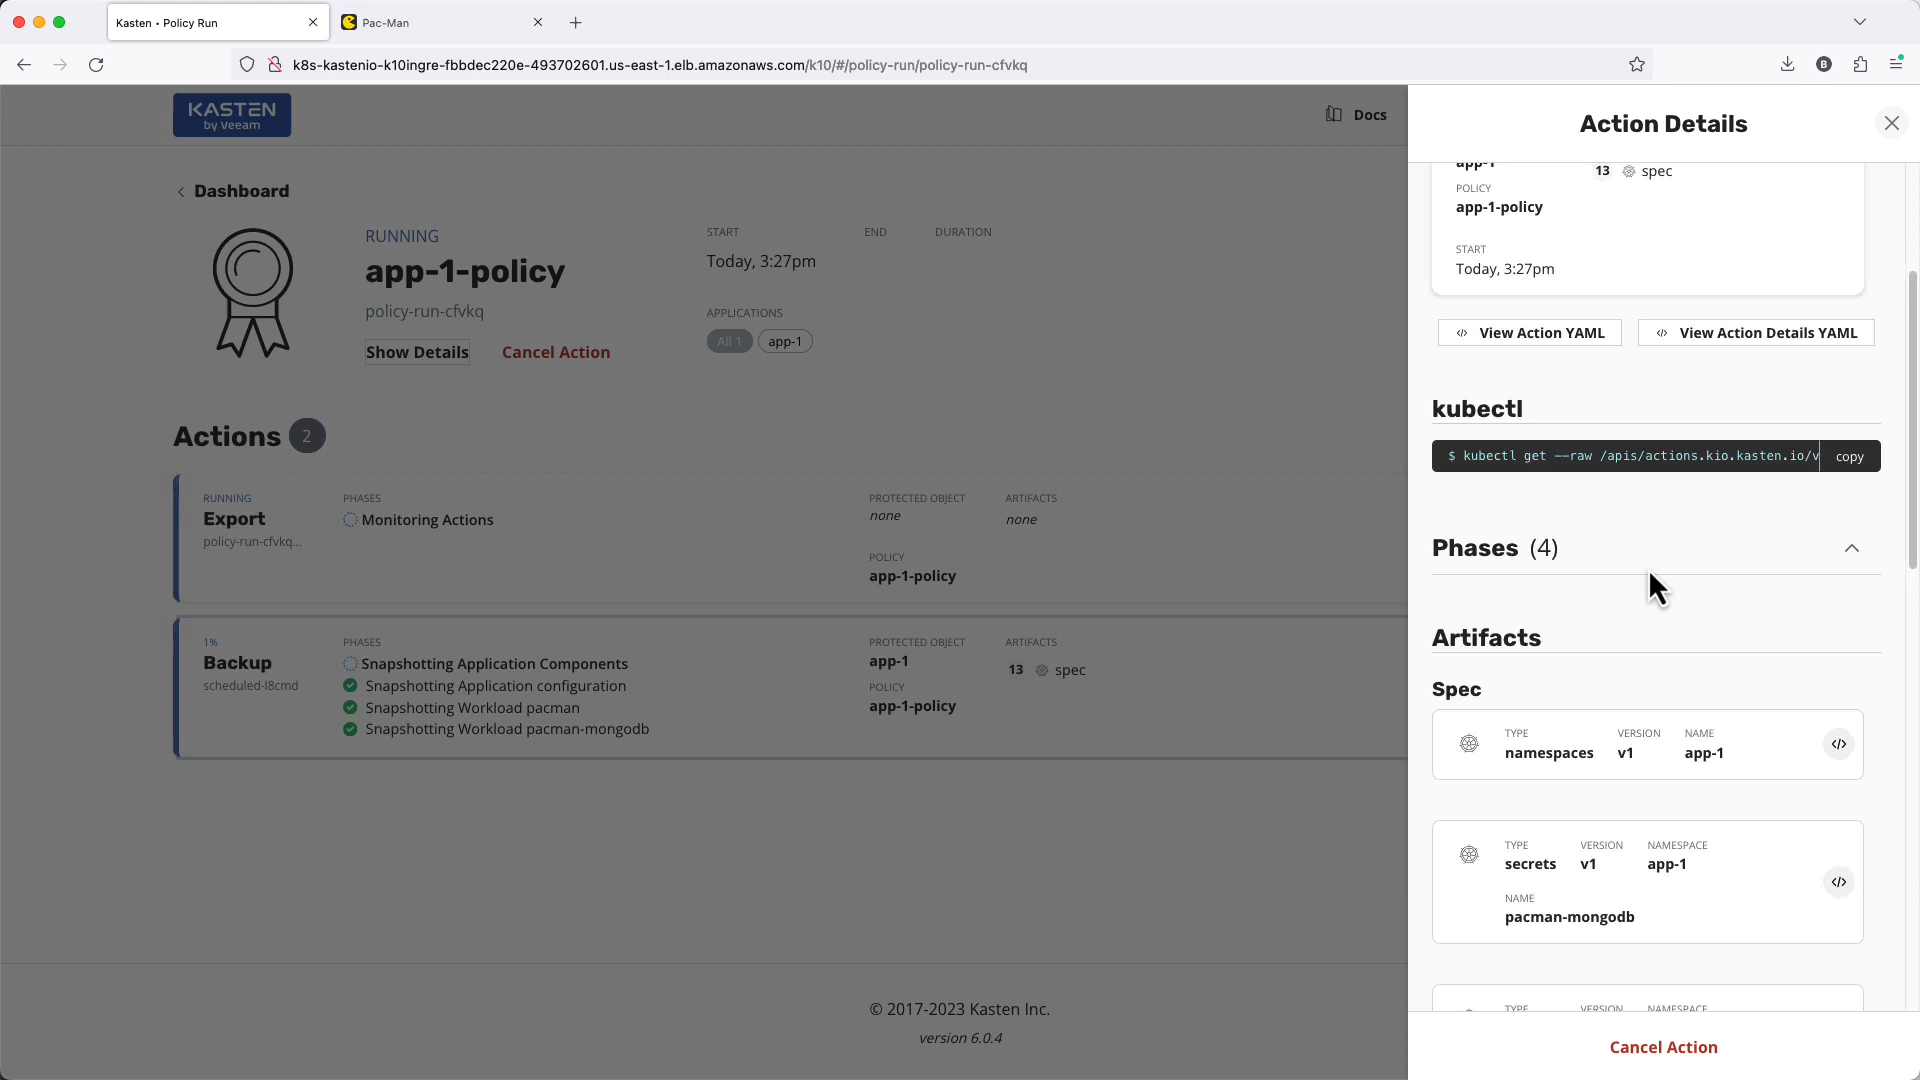 Kasten • Policy Run
Pac-Man
k8s-kastenio-k10ingre-fbbdec220e-493702601.us-east-1.elb.amazonaws.com/k10/#/policy-run/policy-run-cfvkq
B
KASTEN
by Veeam
Docs
Dashboard
RUNNING
app-1-policy
policy-run-cfvkq
Show Details
Cancel Action
START
Today, 3:27pm
END
DURATION
APPLICATIONS
All 1
app-1
Actions 2
RUNNING
Export
policy-run-cfvkq...
PHASES
Monitoring Actions
PROTECTED OBJECT
none
POLICY
app-1-policy
ARTIFACTS
none
1%
Backup
scheduled-l8cmd
PHASES
Snapshotting Application Components
Snapshotting Application configuration
Snapshotting Workload pacman
Snapshotting Workload pacman-mongodb
PROTECTED OBJECT
app-1
POLICY
app-1-policy
ARTIFACTS
13 spec
© 2017-2023 Kasten Inc.
version 6.0.4
Action Details
app-1
13 spec
POLICY
app-1-policy
START
Today, 3:27pm
</> View Action YAML
</> View Action Details YAML
kubectl
$ kubectl get --raw /apis/actions.kio.kasten.io/v
copy
Phases (4)
Artifacts
Spec
TYPE VERSION NAME
namespaces v1 app-1
</>
TYPE VERSION NAMESPACE
secrets v1 app-1
</>
NAME
pacman-mongodb
TYPE VERSION NAMESPACE
Cancel Action